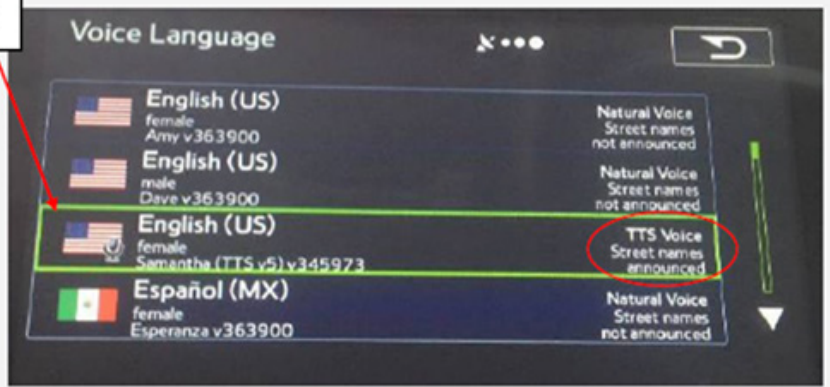 Voice Language
English (US)
female
Amy v363900
Natural Voice
Street names
not announced
English (US)
male
Dave v363900
Natural Voice
Street names
not announced
English (US)
female
Samantha (TTS v5) v345973
TTS Voice
Street names
announced
Español (MX)
female
Esperanza v363900
Natural Voice
Street names
not announced